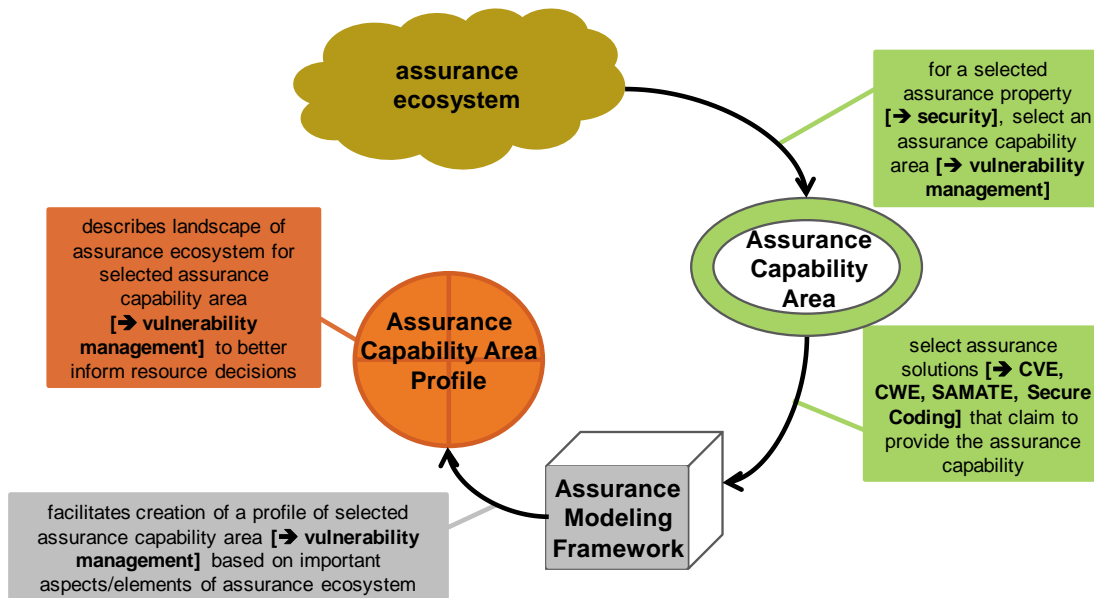 assurance
ecosystem
for a selected
assurance property
[➔ security], select an
assurance capability
area [➔ vulnerability
management]
Assurance
Capability
Area
select assurance
solutions [➔ CVE,
CWE, SAMATE, Secure
Coding] that claim to
provide the assurance
capability
Assurance
Modeling
Framework
facilitates creation of a profile of selected
assurance capability area [➔ vulnerability
management] based on important
aspects/elements of assurance ecosystem
Assurance
Capability Area
Profile
describes landscape of
assurance ecosystem for
selected assurance
capability area
[➔ vulnerability
management] to better
inform resource decisions